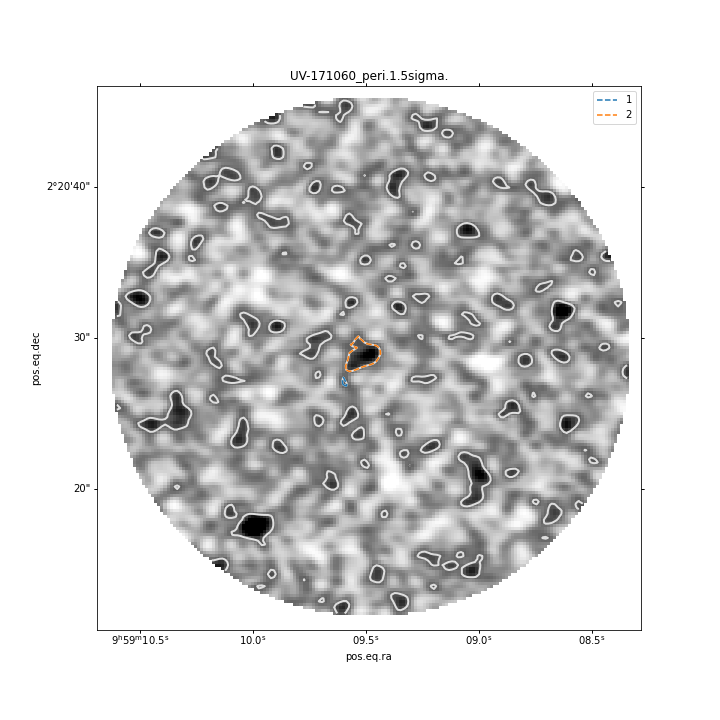 UV-171060_peri.1.5sigma.
1
2
2°20'40"
30"
20"
pos.eq.dec
9ʰ59ᵐ10.5ˢ
10.0ˢ
09.5ˢ
09.0ˢ
08.5ˢ
pos.eq.ra